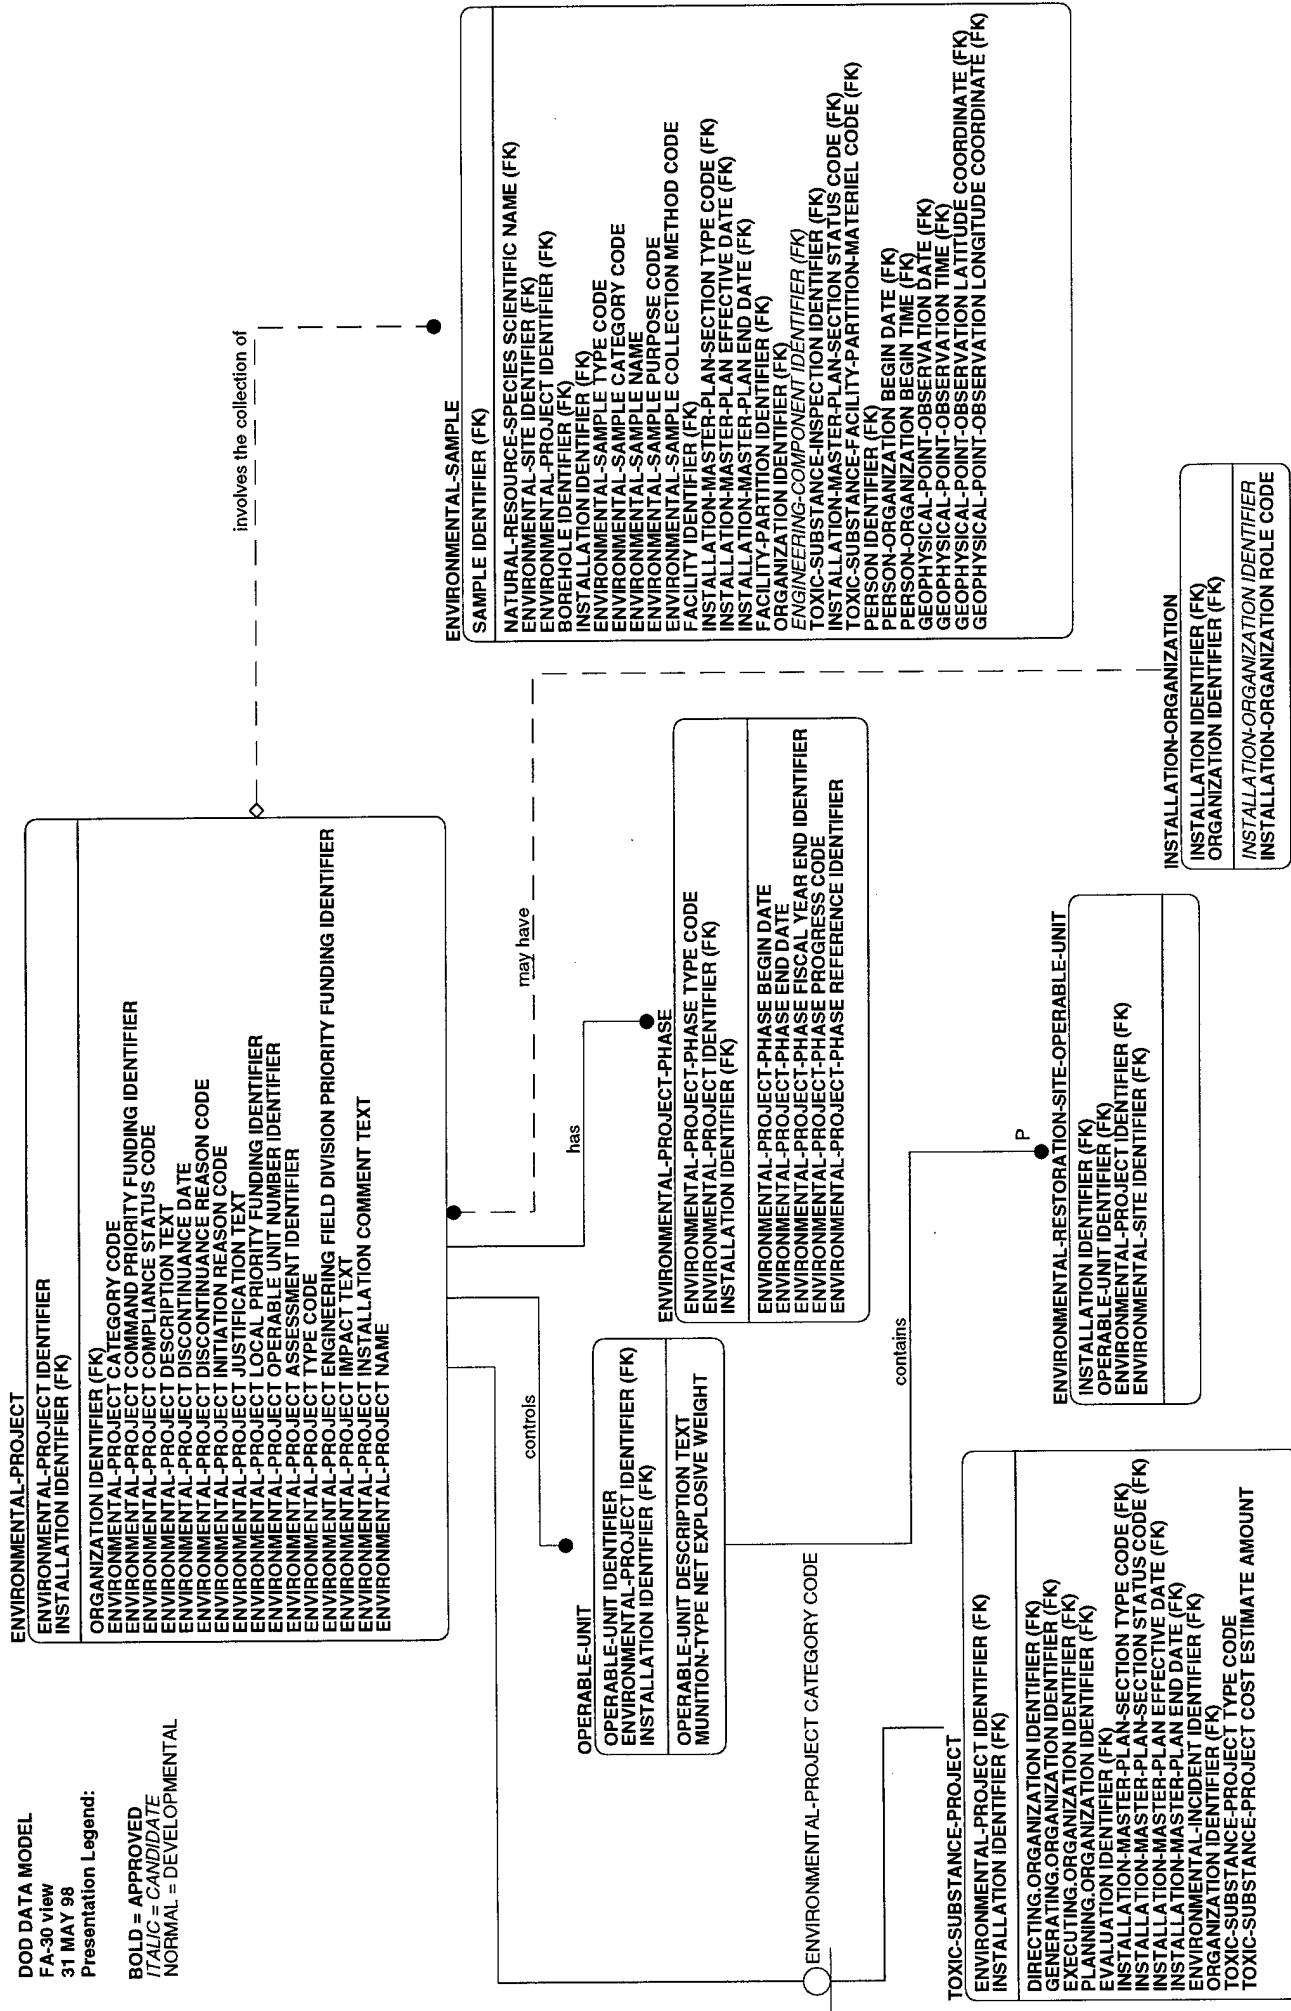 DOD DATA MODEL
FA-30 view
31 MAY 98
Presentation Legend:
BOLD = APPROVED
ITALIC = CANDIDATE
NORMAL = DEVELOPMENTAL
ENVIRONMENTAL-PROJECT
ENVIRONMENTAL-PROJECT IDENTIFIER
INSTALLATION IDENTIFIER (FK)
ORGANIZATION IDENTIFIER (FK)
ENVIRONMENTAL-PROJECT CATEGORY CODE
ENVIRONMENTAL-PROJECT COMMAND PRIORITY FUNDING IDENTIFIER
ENVIRONMENTAL-PROJECT COMPLIANCE STATUS CODE
ENVIRONMENTAL-PROJECT DESCRIPTION TEXT
ENVIRONMENTAL-PROJECT DISCONTINUANCE DATE
ENVIRONMENTAL-PROJECT DISCONTINUANCE REASON CODE
ENVIRONMENTAL-PROJECT INITIATION REASON CODE
ENVIRONMENTAL-PROJECT JUSTIFICATION TEXT
ENVIRONMENTAL-PROJECT LOCAL PRIORITY FUNDING IDENTIFIER
ENVIRONMENTAL-PROJECT OPERABLE UNIT NUMBER IDENTIFIER
ENVIRONMENTAL-PROJECT ASSESSMENT IDENTIFIER
ENVIRONMENTAL-PROJECT TYPE CODE
ENVIRONMENTAL-PROJECT ENGINEERING FIELD DIVISION PRIORITY FUNDING IDENTIFIER
ENVIRONMENTAL-PROJECT IMPACT TEXT
ENVIRONMENTAL-PROJECT INSTALLATION COMMENT TEXT
ENVIRONMENTAL-PROJECT NAME
involves the collection of
may have
has
controls
ENVIRONMENTAL-SAMPLE
SAMPLE IDENTIFIER (FK)
NATURAL-RESOURCE-SPECIES SCIENTIFIC NAME (FK)
ENVIRONMENTAL-SITE IDENTIFIER (FK)
ENVIRONMENTAL-PROJECT IDENTIFIER (FK)
BOREHOLE IDENTIFIER (FK)
INSTALLATION IDENTIFIER (FK)
ENVIRONMENTAL-SAMPLE TYPE CODE
ENVIRONMENTAL-SAMPLE CATEGORY CODE
ENVIRONMENTAL-SAMPLE NAME
ENVIRONMENTAL-SAMPLE PURPOSE CODE
ENVIRONMENTAL-SAMPLE COLLECTION METHOD CODE
FACILITY IDENTIFIER (FK)
INSTALLATION-MASTER-PLAN-SECTION TYPE CODE (FK)
INSTALLATION-MASTER-PLAN EFFECTIVE DATE (FK)
INSTALLATION-MASTER-PLAN END DATE (FK)
FACILITY-PARTITION IDENTIFIER (FK)
ORGANIZATION IDENTIFIER (FK)
ENGINEERING-COMPONENT IDENTIFIER (FK)
TOXIC-SUBSTANCE-INSPECTION IDENTIFIER (FK)
INSTALLATION-MASTER-PLAN-SECTION STATUS CODE (FK)
TOXIC-SUBSTANCE-FACILITY-PARTITION-MATERIEL CODE (FK)
PERSON IDENTIFIER (FK)
PERSON-ORGANIZATION BEGIN DATE (FK)
PERSON-ORGANIZATION BEGIN TIME (FK)
GEOPHYSICAL-POINT-OBSERVATION DATE (FK)
GEOPHYSICAL-POINT-OBSERVATION TIME (FK)
GEOPHYSICAL-POINT-OBSERVATION LATITUDE COORDINATE (FK)
GEOPHYSICAL-POINT-OBSERVATION LONGITUDE COORDINATE (FK)
OPERABLE-UNIT
OPERABLE-UNIT IDENTIFIER
ENVIRONMENTAL-PROJECT IDENTIFIER (FK)
INSTALLATION IDENTIFIER (FK)
OPERABLE-UNIT DESCRIPTION TEXT
MUNITION-TYPE NET EXPLOSIVE WEIGHT
ENVIRONMENTAL-PROJECT-PHASE
ENVIRONMENTAL-PROJECT-PHASE TYPE CODE
ENVIRONMENTAL-PROJECT IDENTIFIER (FK)
INSTALLATION IDENTIFIER (FK)
ENVIRONMENTAL-PROJECT-PHASE BEGIN DATE
ENVIRONMENTAL-PROJECT-PHASE END DATE
ENVIRONMENTAL-PROJECT-PHASE FISCAL YEAR END IDENTIFIER
ENVIRONMENTAL-PROJECT-PHASE PROGRESS CODE
ENVIRONMENTAL-PROJECT-PHASE REFERENCE IDENTIFIER
ENVIRONMENTAL-PROJECT CATEGORY CODE
contains
P
TOXIC-SUBSTANCE-PROJECT
ENVIRONMENTAL-PROJECT IDENTIFIER (FK)
INSTALLATION IDENTIFIER (FK)
DIRECTING.ORGANIZATION IDENTIFIER (FK)
GENERATING.ORGANIZATION IDENTIFIER (FK)
EXECUTING.ORGANIZATION IDENTIFIER (FK)
PLANNING.ORGANIZATION IDENTIFIER (FK)
EVALUATION IDENTIFIER (FK)
INSTALLATION-MASTER-PLAN-SECTION TYPE CODE (FK)
INSTALLATION-MASTER-PLAN-SECTION STATUS CODE (FK)
INSTALLATION-MASTER-PLAN EFFECTIVE DATE (FK)
INSTALLATION-MASTER-PLAN END DATE (FK)
ENVIRONMENTAL-INCIDENT IDENTIFIER (FK)
ORGANIZATION IDENTIFIER (FK)
TOXIC-SUBSTANCE-PROJECT TYPE CODE
TOXIC-SUBSTANCE-PROJECT COST ESTIMATE AMOUNT
ENVIRONMENTAL-RESTORATION-SITE-OPERABLE-UNIT
INSTALLATION IDENTIFIER (FK)
OPERABLE-UNIT IDENTIFIER (FK)
ENVIRONMENTAL-PROJECT IDENTIFIER (FK)
ENVIRONMENTAL-SITE IDENTIFIER (FK)
INSTALLATION-ORGANIZATION
INSTALLATION IDENTIFIER (FK)
ORGANIZATION IDENTIFIER (FK)
INSTALLATION-ORGANIZATION IDENTIFIER
INSTALLATION-ORGANIZATION ROLE CODE